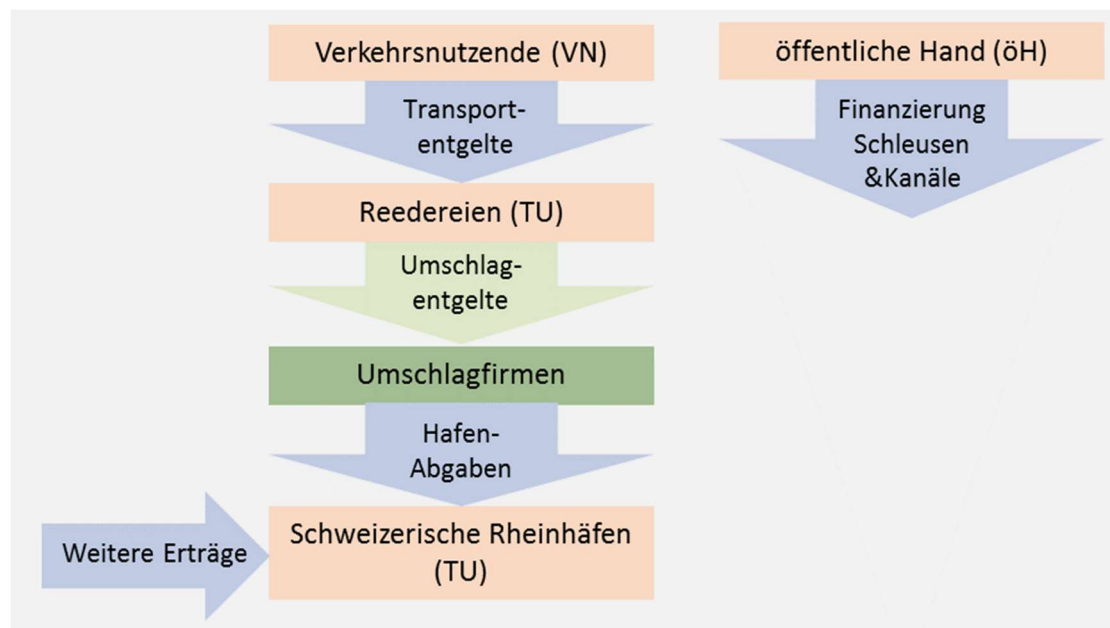 Verkehrsnutzende (VN)
Transport-
entgelte
Reedereien (TU)
Umschlag-
entgelte
Umschlagfirmen
Hafen-
Abgaben
Weitere Erträge
Schweizerische Rheinhäfen
(TU)
öffentliche Hand (öH)
Finanzierung
Schleusen
&Kanäle